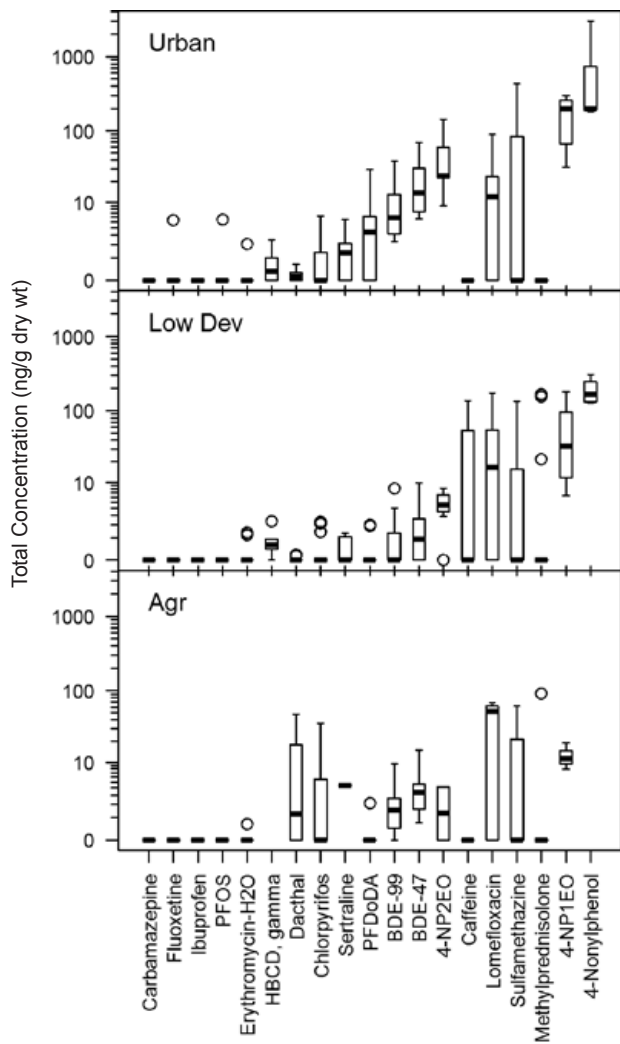 Total Concentration (ng/g dry wt)
Urban
1000
100
10
0
Low Dev
1000
100
10
0
Agr
1000
100
10
0
Carbamazepine
Fluoxetine
Ibuprofen
PFOS
Erythromycin-H2O
HBCD, gamma
Dacthal
Chlorpyrifos
Sertraline
PFDoDA
BDE-99
BDE-47
4-NP2EO
Caffeine
Lomefloxacin
Sulfamethazine
Methylprednisolone
4-NP1EO
4-Nonylphenol